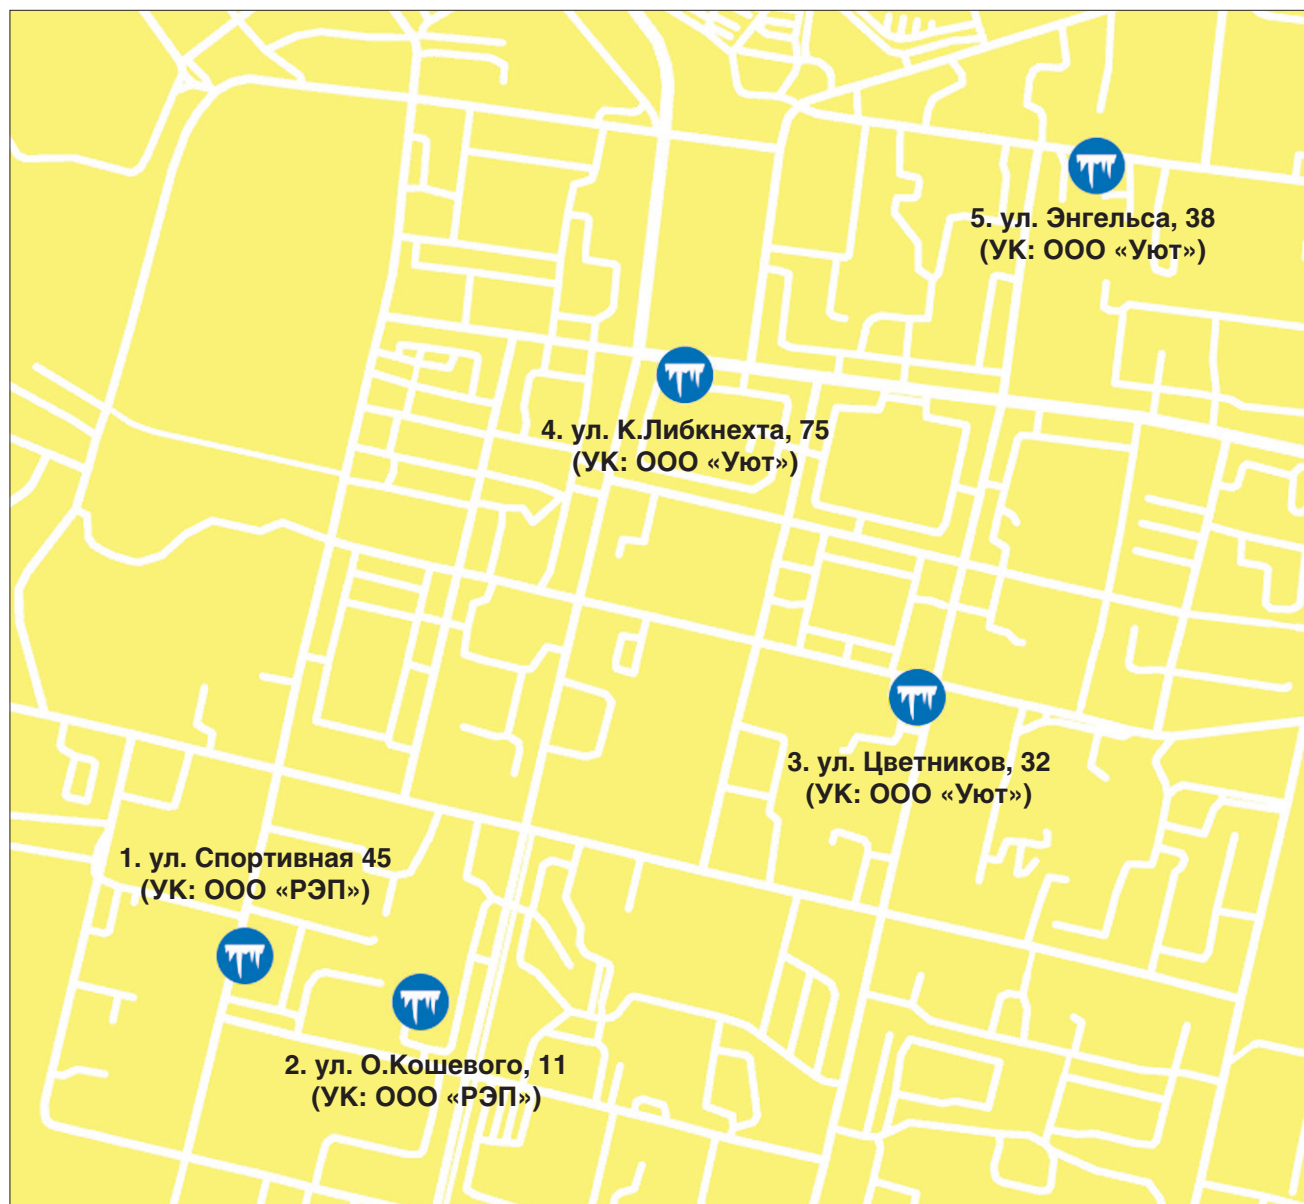 5. ул. Энгельса, 38
(УК: ООО «Уют»)
4. ул. К.Либкнехта, 75
(УК: ООО «Уют»)
3. ул. Цветников, 32
(УК: ООО «Уют»)
1. ул. Спортивная 45
(УК: ООО «РЭП»)
2. ул. О.Кошевого, 11
(УК: ООО «РЭП»)